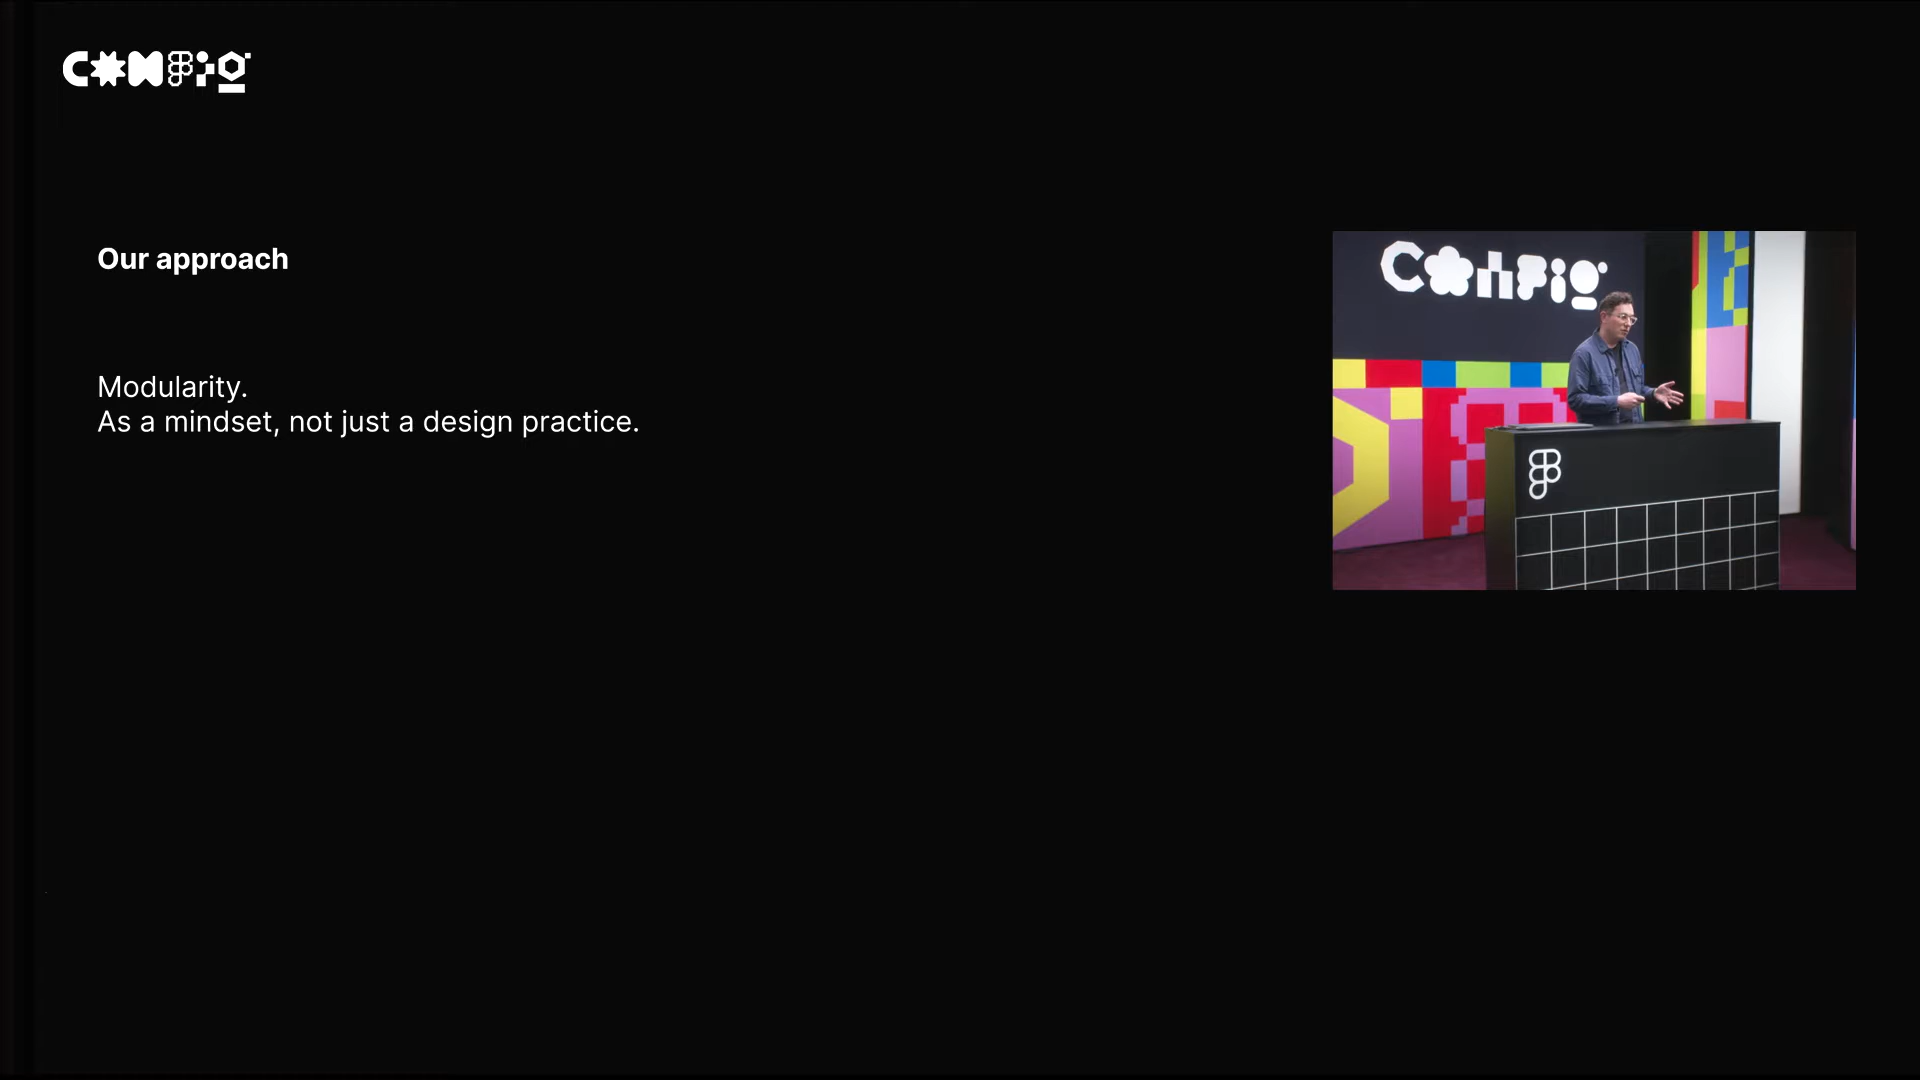 Config
Our approach
Modularity.
As a mindset, not just a design practice.
Config